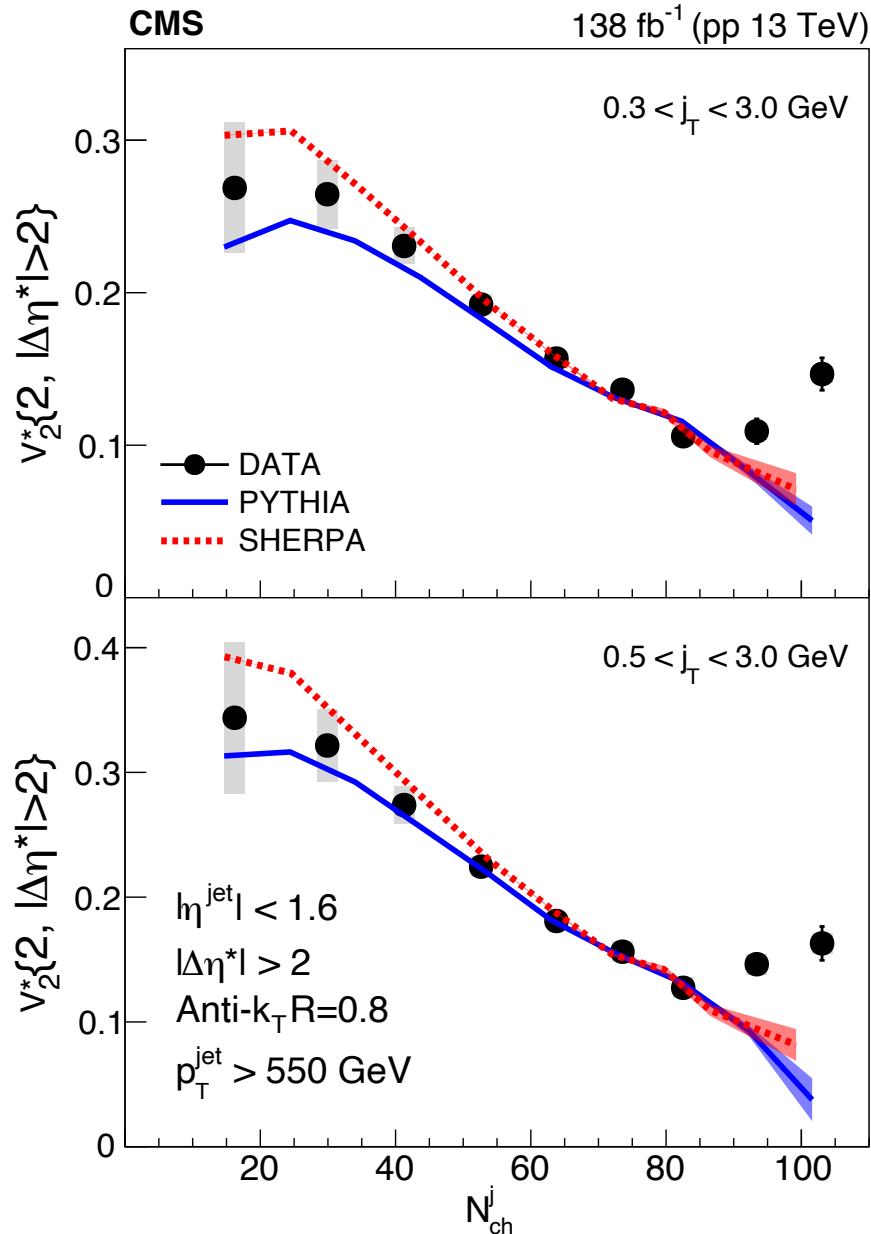 CMS
138 fb⁻¹ (pp 13 TeV)
0.3 < j_T < 3.0 GeV
v₂*{2, |Δη*|>2}
0.3
0.2
0.1
0
DATA
PYTHIA
SHERPA
0.5 < j_T < 3.0 GeV
v₂*{2, |Δη*|>2}
0.4
0.3
0.2
0.1
0
|η^jet| < 1.6
|Δη*| > 2
Anti-k_T R=0.8
p_T^jet > 550 GeV
20 40 60 80 100
N_ch^j